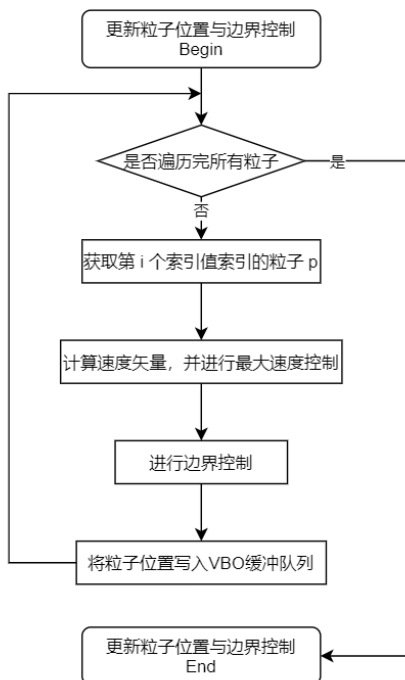 更新粒子位置与边界控制
Begin
是否遍历完所有粒子
是
否
获取第 i 个索引值索引的粒子 p
计算速度矢量，并进行最大速度控制
进行边界控制
将粒子位置写入VBO缓冲队列
更新粒子位置与边界控制
End